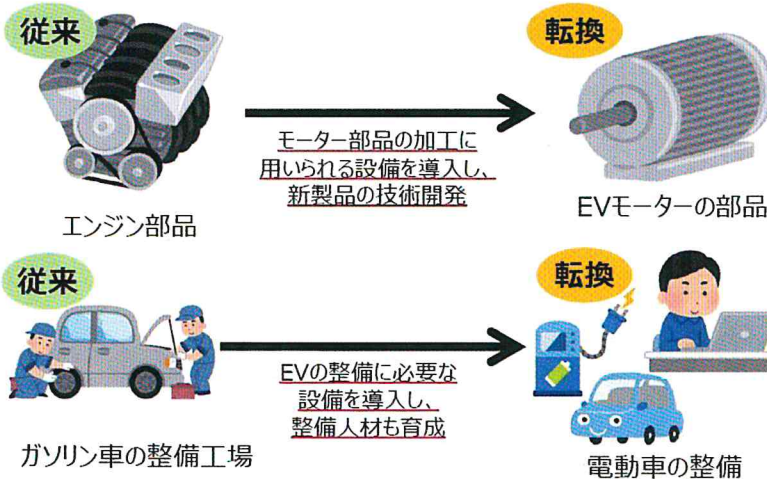 従来
転換
モーター部品の加工に
用いられる設備を導入し、
新製品の技術開発
エンジン部品
EVモーターの部品
従来
転換
EVの整備に必要な
設備を導入し、
整備人材も育成
ガソリン車の整備工場
電動車の整備